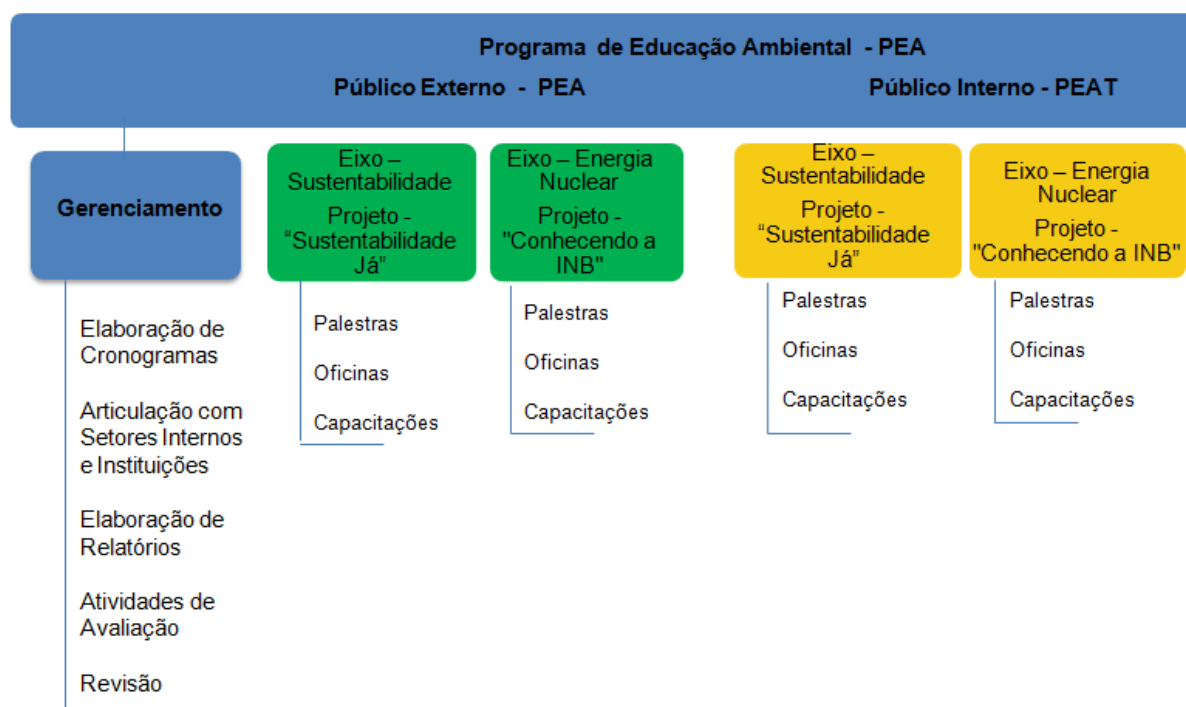 Programa de Educação Ambiental - PEA
Público Externo - PEA
Público Interno - PEAT
Gerenciamento
Elaboração de
Cronogramas
Articulação com
Setores Internos
e Instituições
Elaboração de
Relatórios
Atividades de
Avaliação
Revisão
Eixo –
Sustentabilidade
Projeto -
“Sustentabilidade
Já”
Palestras
Oficinas
Capacitações
Eixo – Energia
Nuclear
Projeto -
"Conhecendo a
INB"
Palestras
Oficinas
Capacitações
Eixo –
Sustentabilidade
Projeto -
“Sustentabilidade
Já”
Palestras
Oficinas
Capacitações
Eixo – Energia
Nuclear
Projeto -
"Conhecendo a INB"
Palestras
Oficinas
Capacitações